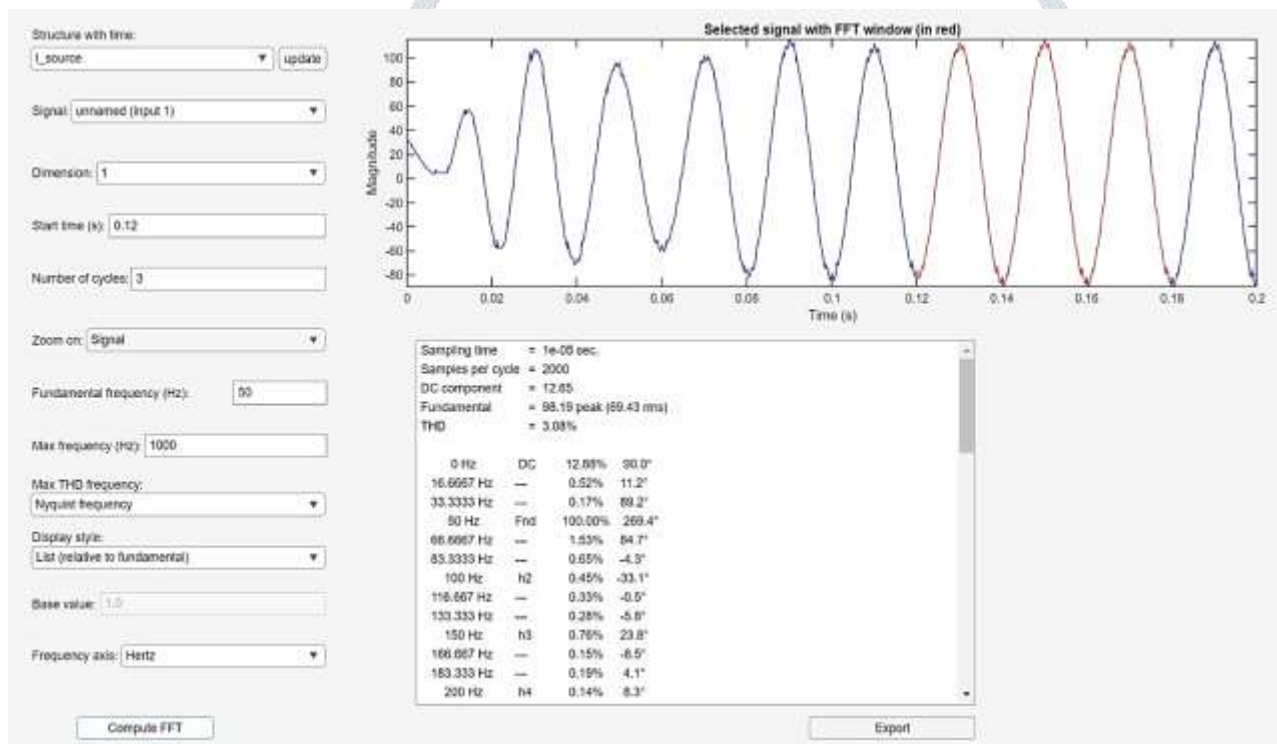 Structure with time:
I_source
update
Signal: unnamed (Input 1)
Dimension: 1
Start time (s): 0.12
Number of cycles: 3
Zoom on: Signal
Fundamental frequency (Hz): 50
Max frequency (Hz): 1000
Max THD frequency:
Nyquist frequency
Display style:
List (relative to fundamental)
Base value: 1.0
Frequency axis: Hertz
Compute FFT
Selected signal with FFT window (in red)
Magnitude
100
80
60
40
20
0
-20
-40
-60
-80
0 0.02 0.04 0.06 0.08 0.1 0.12 0.14 0.16 0.18 0.2
Time (s)
Sampling time = 1e-05 sec.
Samples per cycle = 2000
DC component = 12.65
Fundamental = 98.19 peak (69.43 rms)
THD = 3.08%
0 Hz DC 12.88% 90.0°
16.6667 Hz --- 0.52% 11.2°
33.3333 Hz --- 0.17% 89.2°
50 Hz Fnd 100.00% 269.4°
66.6667 Hz --- 1.53% 84.7°
83.3333 Hz --- 0.65% -4.3°
100 Hz h2 0.45% -33.1°
116.667 Hz --- 0.33% -0.5°
133.333 Hz --- 0.28% -5.8°
150 Hz h3 0.76% 23.8°
166.667 Hz --- 0.15% -8.5°
183.333 Hz --- 0.19% 4.1°
200 Hz h4 0.14% 8.3°
Export